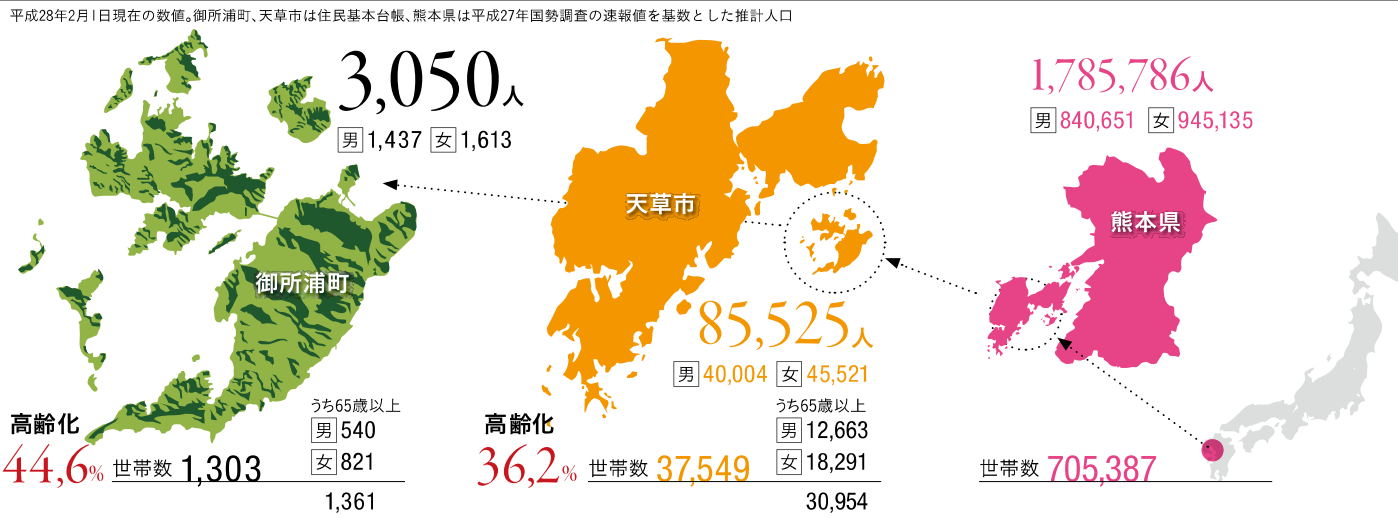 平成28年2月1日現在の数値。御所浦町、天草市は住民基本台帳、熊本県は平成27年国勢調査の速報値を基数とした推計人口
3,050人
男 1,437 女 1,613
御所浦町
高齢化
44,6%
世帯数 1,303
うち65歳以上
男 540
女 821
1,361
天草市
85,525人
男 40,004 女 45,521
高齢化
36,2%
世帯数 37,549
うち65歳以上
男 12,663
女 18,291
30,954
1,785,786人
男 840,651 女 945,135
熊本県
世帯数 705,387